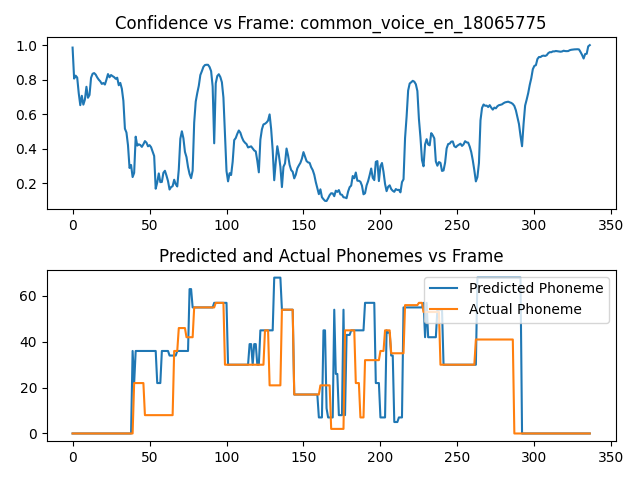 Confidence vs Frame: common_voice_en_18065775
1.0
0.8
0.6
0.4
0.2
0 50 100 150 200 250 300 350
Predicted and Actual Phonemes vs Frame
Predicted Phoneme
Actual Phoneme
60
40
20
0
0 50 100 150 200 250 300 350